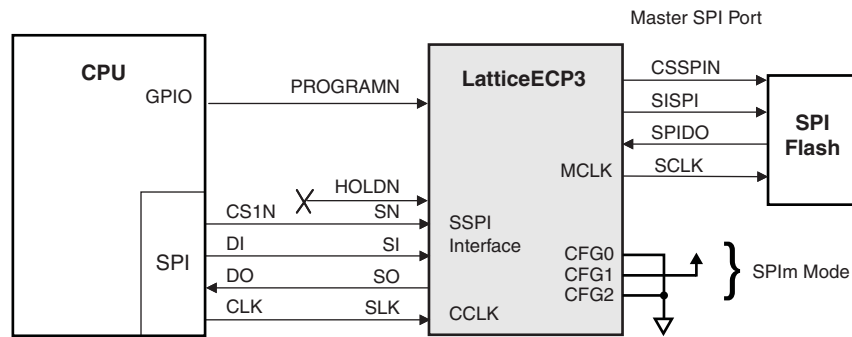 Master SPI Port
CPU
GPIO
PROGRAMN
LatticeECP3
CSSPIN
SISPI
SPIDO
MCLK
SCLK
SPI
Flash
HOLDN
SPI
CS1N
SN
DI
SI
DO
SO
CLK
SLK
SSPI
Interface
CCLK
CFG0
CFG1
CFG2
SPIm Mode